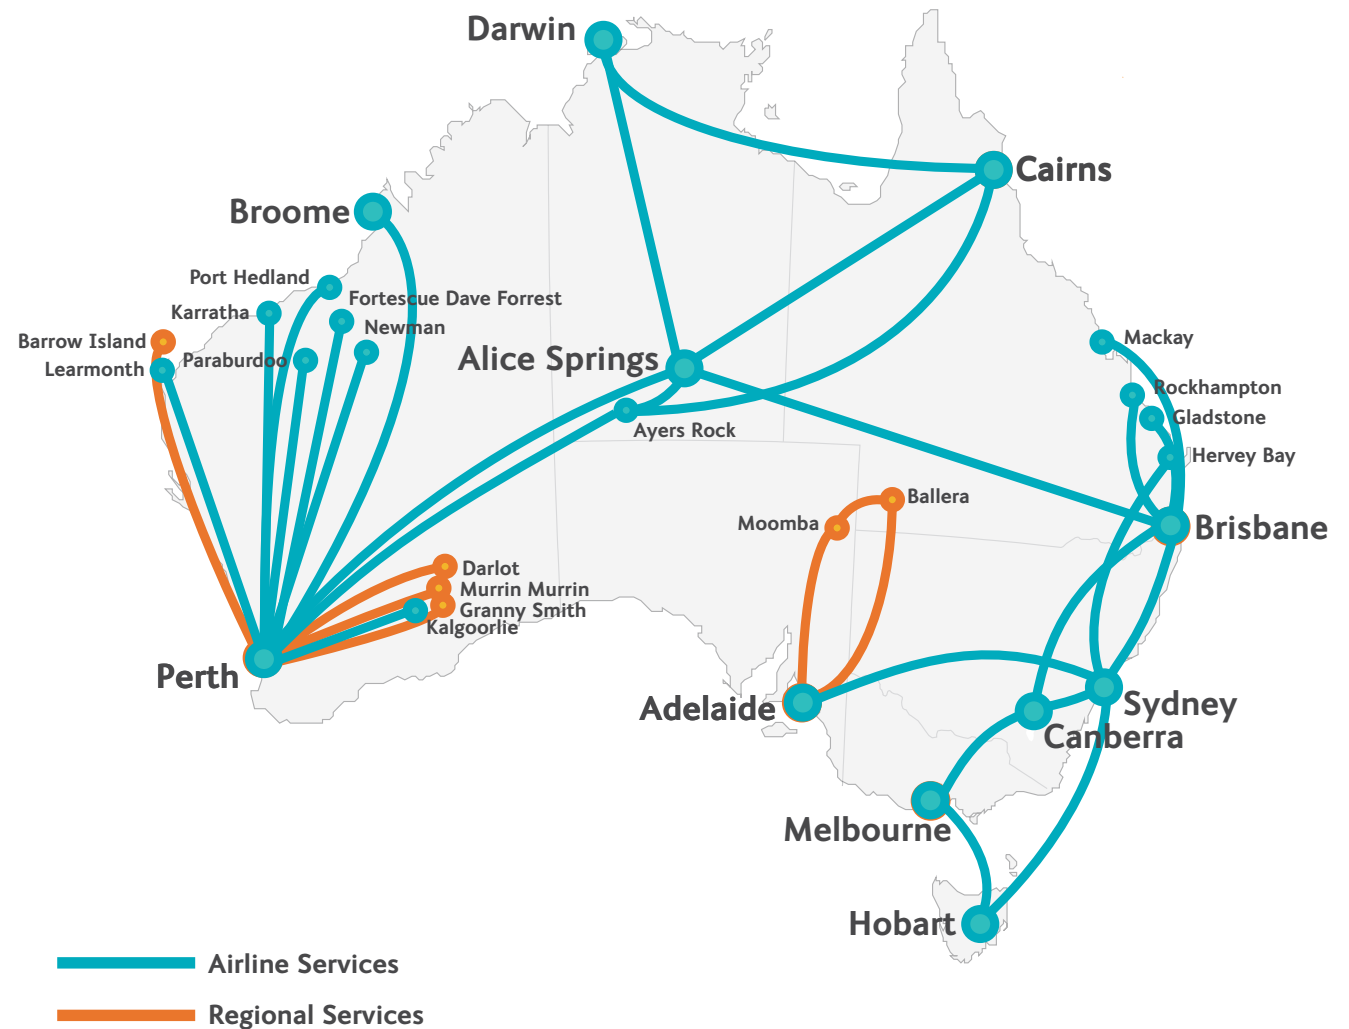 Darwin
Cairns
Broome
Port Hedland
Fortescue Dave Forrest
Karratha
Newman
Barrow Island
Paraburdoo
Learmonth
Alice Springs
Mackay
Rockhampton
Gladstone
Ayers Rock
Hervey Bay
Ballera
Moomba
Brisbane
Darlot
Murrin Murrin
Granny Smith
Kalgoorlie
Perth
Adelaide
Sydney
Canberra
Melbourne
Hobart
Airline Services
Regional Services